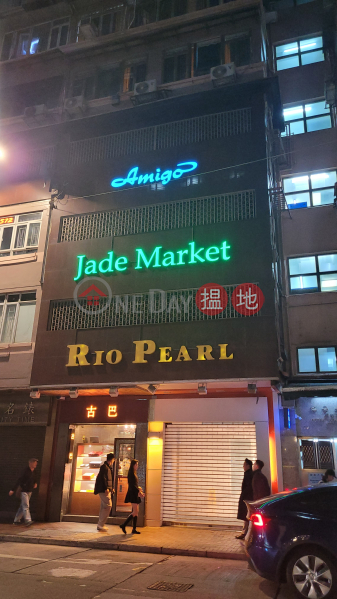 Amigo
Jade Market
OneDay 搵地
RIO PEARL
古巴